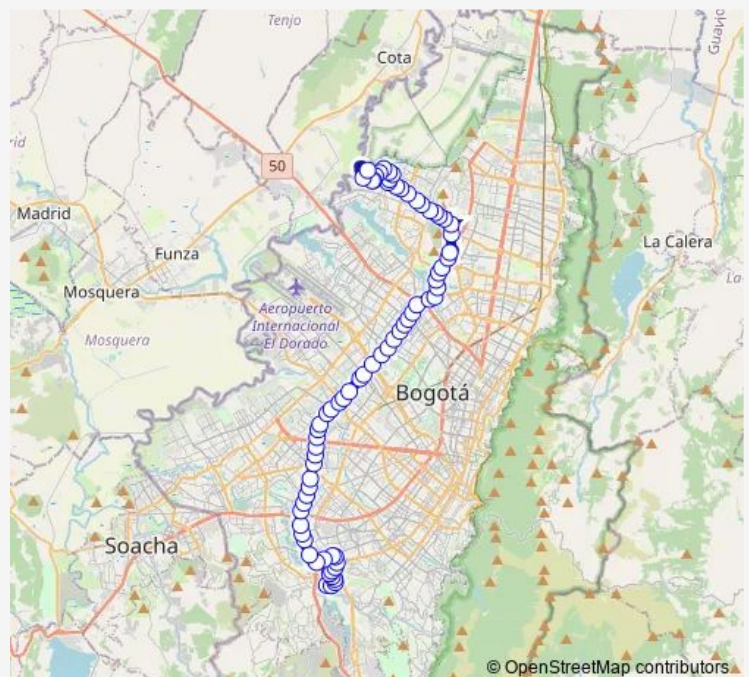 Tenjo
Cota
50
Madrid
Funza
La Calera
Mosquera
Aeropuerto
Internacional
El Dorado
Mosquera
Bogotá
Soacha
© OpenStreetMap contributors